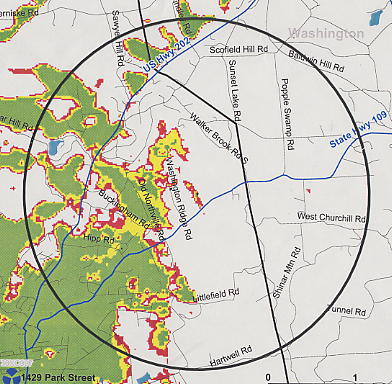 Washington
Sawyer Hill Rd
US Hwy 202
Scofield Hill Rd
Baldwin Hill Rd
Sunset Lake Rd
Popple Swamp Rd
Walker Brook Rd S
State Hwy 109
Hill Rd
Washington Ridge Rd
Old Northville Rd
Rd
West Churchill Rd
Hipp Rd
Shinar Mtn Rd
Littlefield Rd
Tunnel Rd
Hartwell Rd
1429 Park Street
0 1